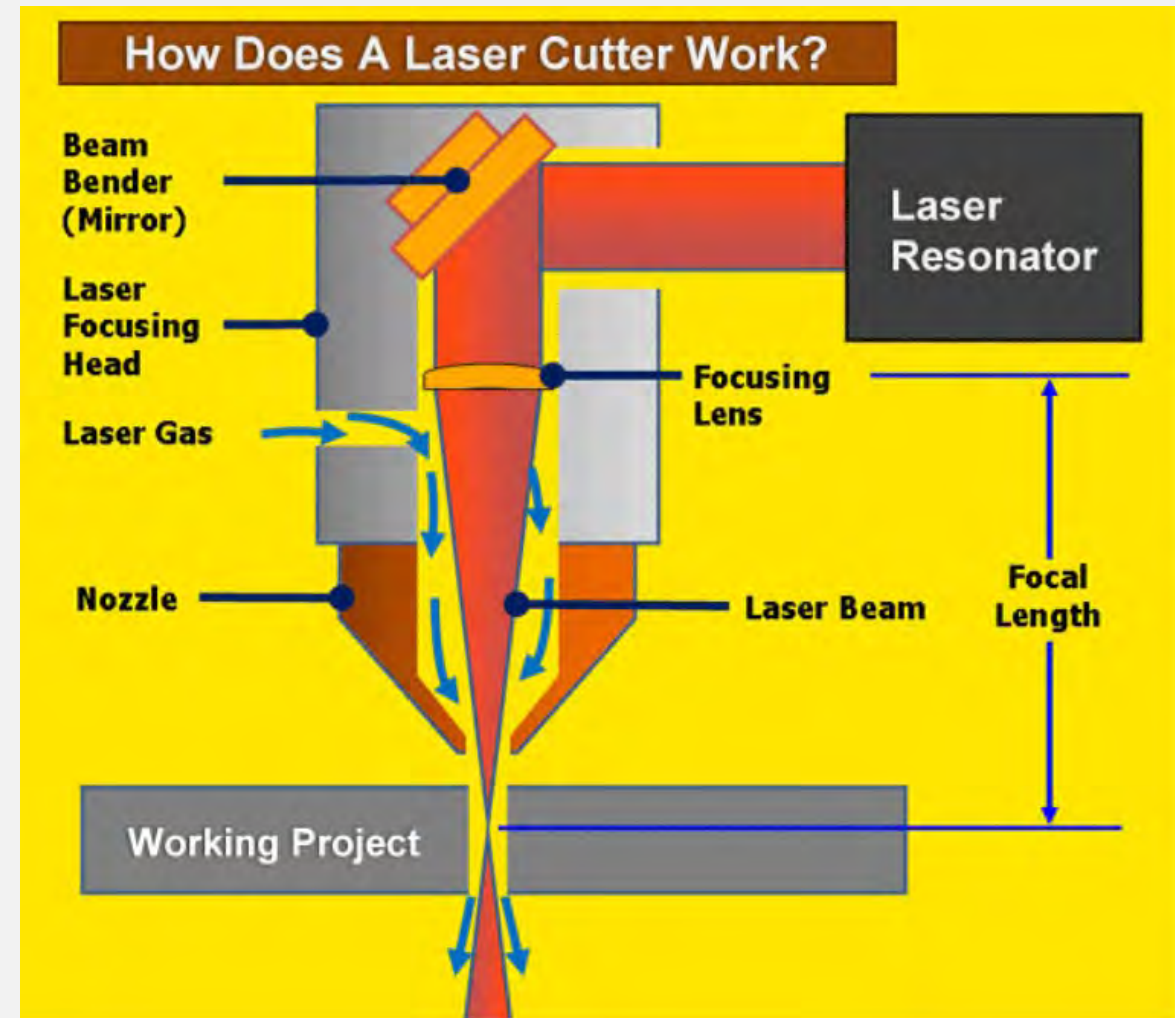 How Does A Laser Cutter Work?
Beam
Bender
(Mirror)
Laser
Resonator
Laser
Focusing
Head
Focusing
Lens
Laser Gas
Focal
Length
Nozzle
Laser Beam
Working Project